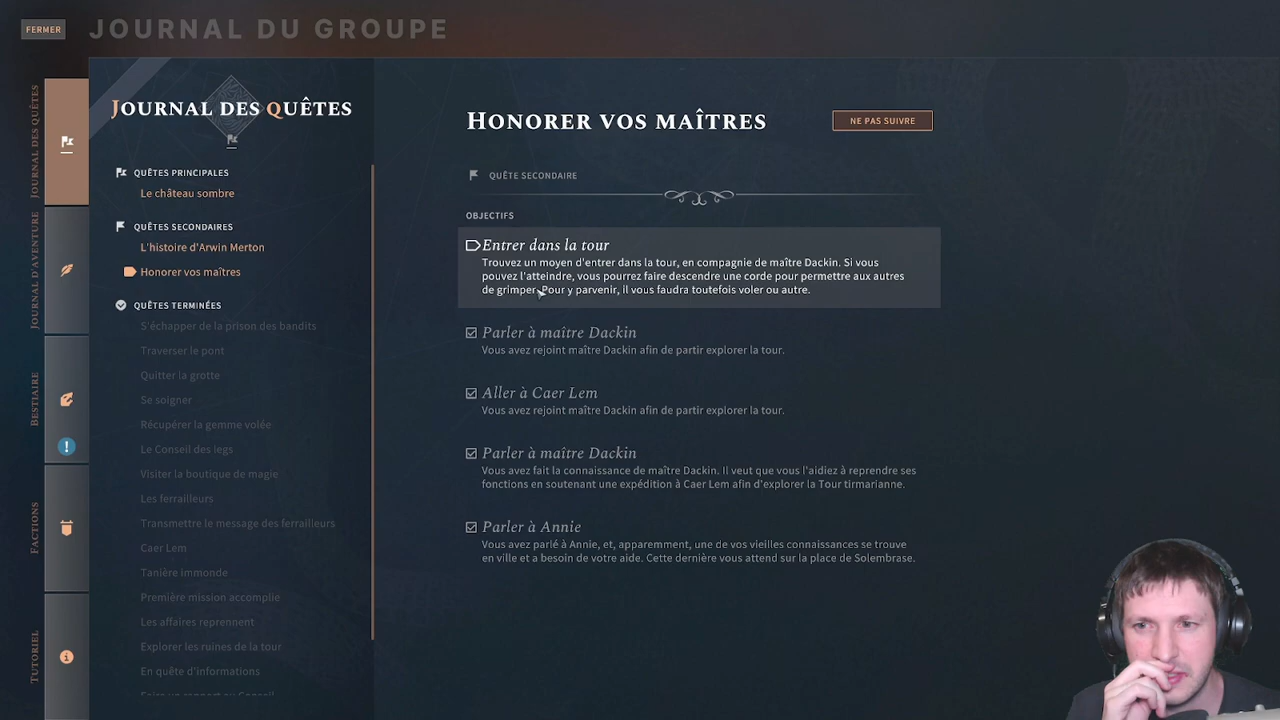 FERMER
JOURNAL DU GROUPE
JOURNAL DES QUÊTES
JOURNAL D'AVENTURE
BESTIAIRE
FACTIONS
TUTORIEL
JOURNAL DES QUÊTES
QUÊTES PRINCIPALES
Le château sombre
QUÊTES SECONDAIRES
L'histoire d'Arwin Merton
Honorer vos maîtres
QUÊTES TERMINÉES
S'échapper de la prison des bandits
Traverser le pont
Quitter la grotte
Se soigner
Récupérer la gemme volée
Le Conseil des legs
Visiter la boutique de magie
Les ferrailleurs
Transmettre le message des ferrailleurs
Caer Lem
Tanière immonde
Première mission accomplie
Les affaires reprennent
Explorer les ruines de la tour
En quête d'informations
Faire un rapport au Conseil
HONORER VOS MAÎTRES
NE PAS SUIVRE
QUÊTE SECONDAIRE
OBJECTIFS
Entrer dans la tour
Trouvez un moyen d'entrer dans la tour, en compagnie de maître Dackin. Si vous
pouvez l'atteindre, vous pourrez faire descendre une corde pour permettre aux autres
de grimper. Pour y parvenir, il vous faudra toutefois voler ou autre.
Parler à maître Dackin
Vous avez rejoint maître Dackin afin de partir explorer la tour.
Aller à Caer Lem
Vous avez rejoint maître Dackin afin de partir explorer la tour.
Parler à maître Dackin
Vous avez fait la connaissance de maître Dackin. Il veut que vous l'aidiez à reprendre ses
fonctions en soutenant une expédition à Caer Lem afin d'explorer la Tour tirmarianne.
Parler à Annie
Vous avez parlé à Annie, et, apparemment, une de vos vieilles connaissances se trouve
en ville et a besoin de votre aide. Cette dernière vous attend sur la place de Solembrase.